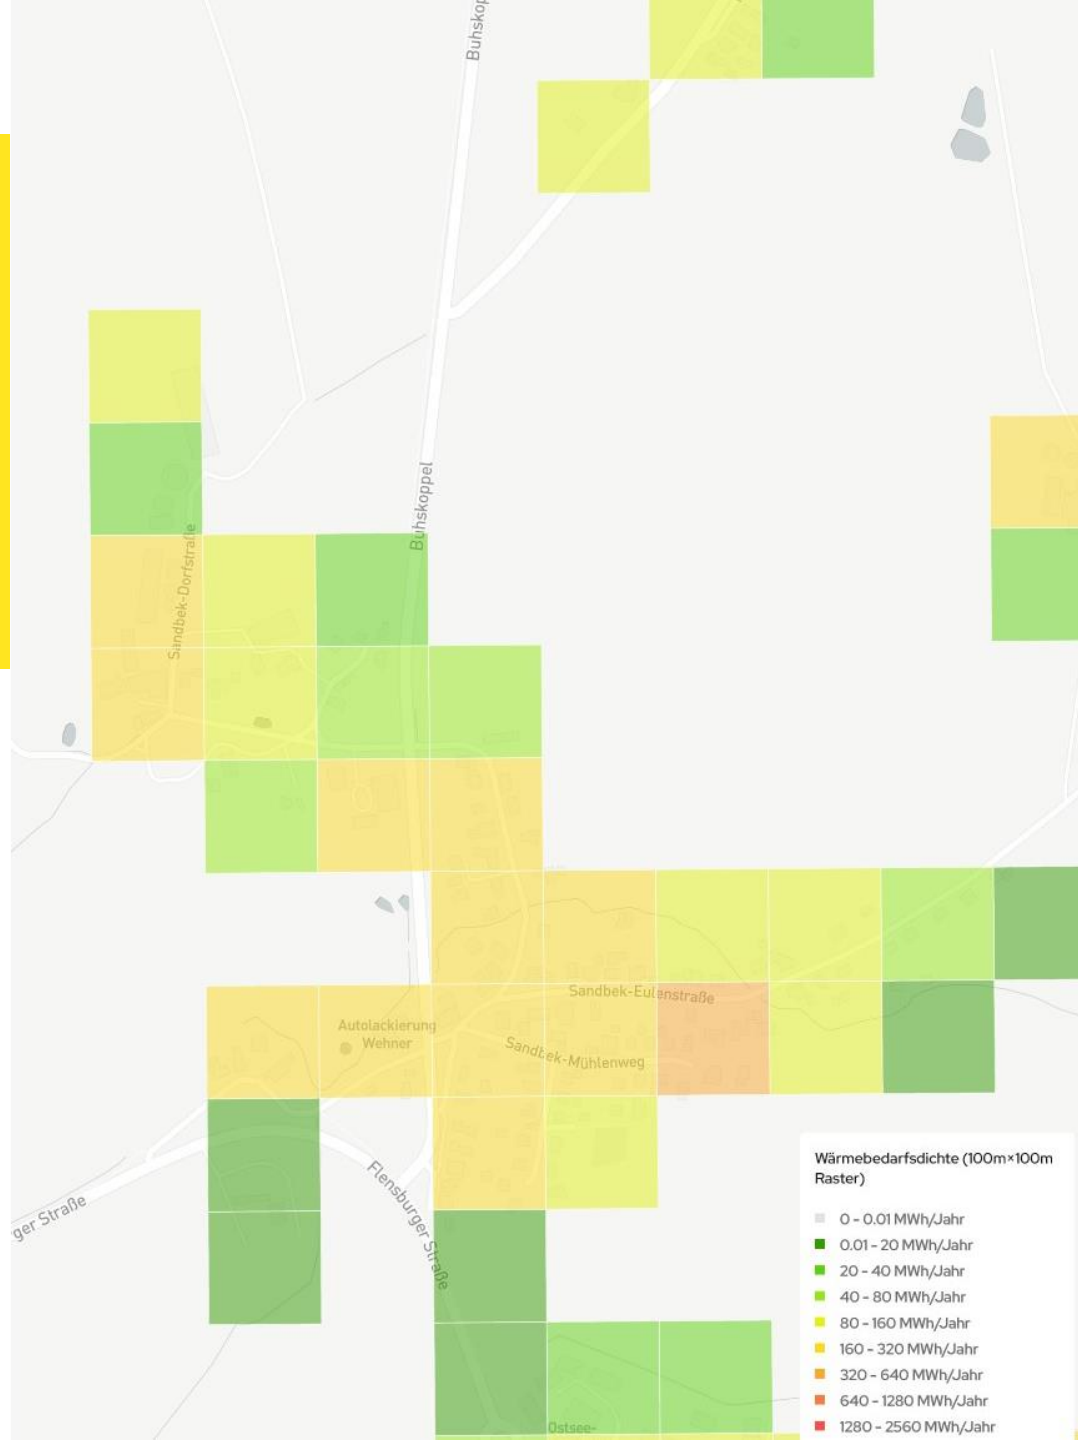 Buhskop
Buhskoppel
Sandbek-Dorfstraße
Sandbek-Eulenstraße
Autolackierung
Wehner
Sandbek-Mühlenweg
Flensburger Straße
ger Straße
Ostsee-
Wärmebedarfsdichte (100m×100m
Raster)
0 - 0.01 MWh/Jahr
0.01 - 20 MWh/Jahr
20 - 40 MWh/Jahr
40 - 80 MWh/Jahr
80 - 160 MWh/Jahr
160 - 320 MWh/Jahr
320 - 640 MWh/Jahr
640 - 1280 MWh/Jahr
1280 - 2560 MWh/Jahr